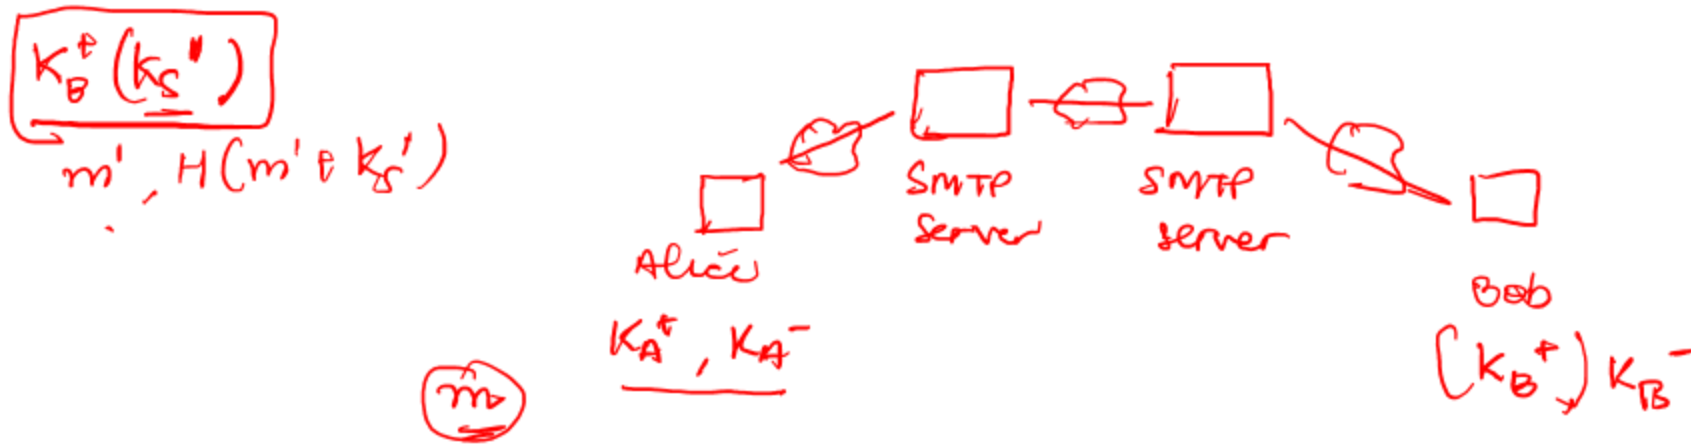 K_B^+ (K_S'')
m', H(m' ⊕ K_S')
SMTP Server
SMTP Server
Alice
K_A^+, K_A^-
Bob
(K_B^+) K_B^-
m